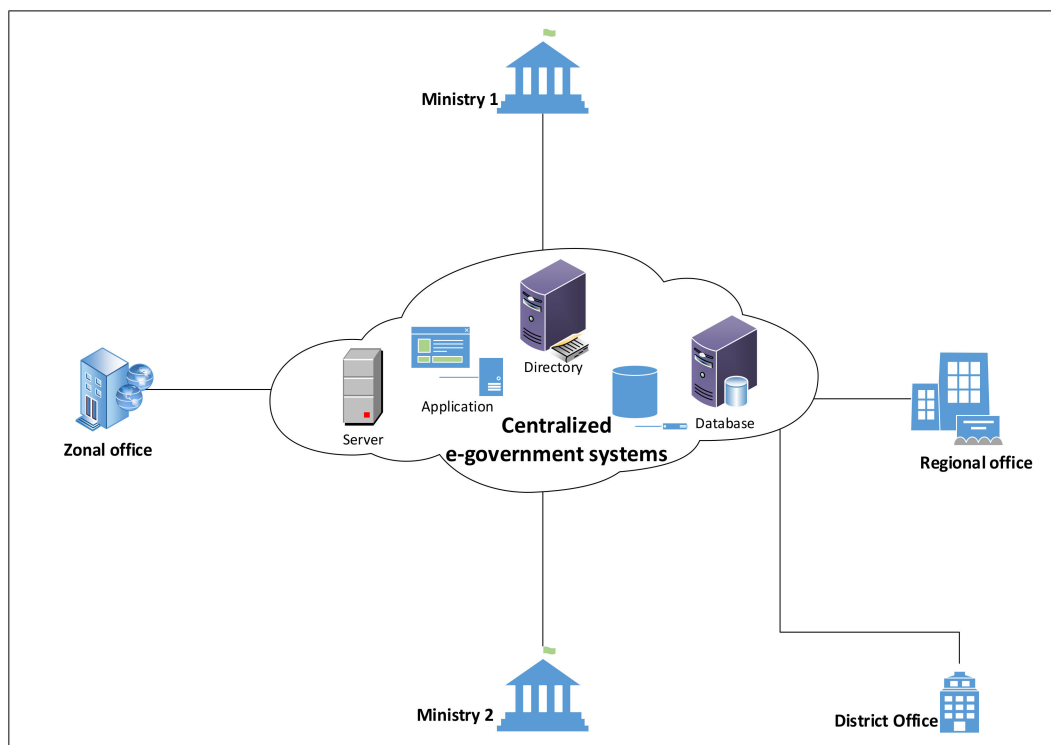 Ministry 1
Directory
Application
Database
Server
Centralized
e-government systems
Zonal office
Regional office
Ministry 2
District Office